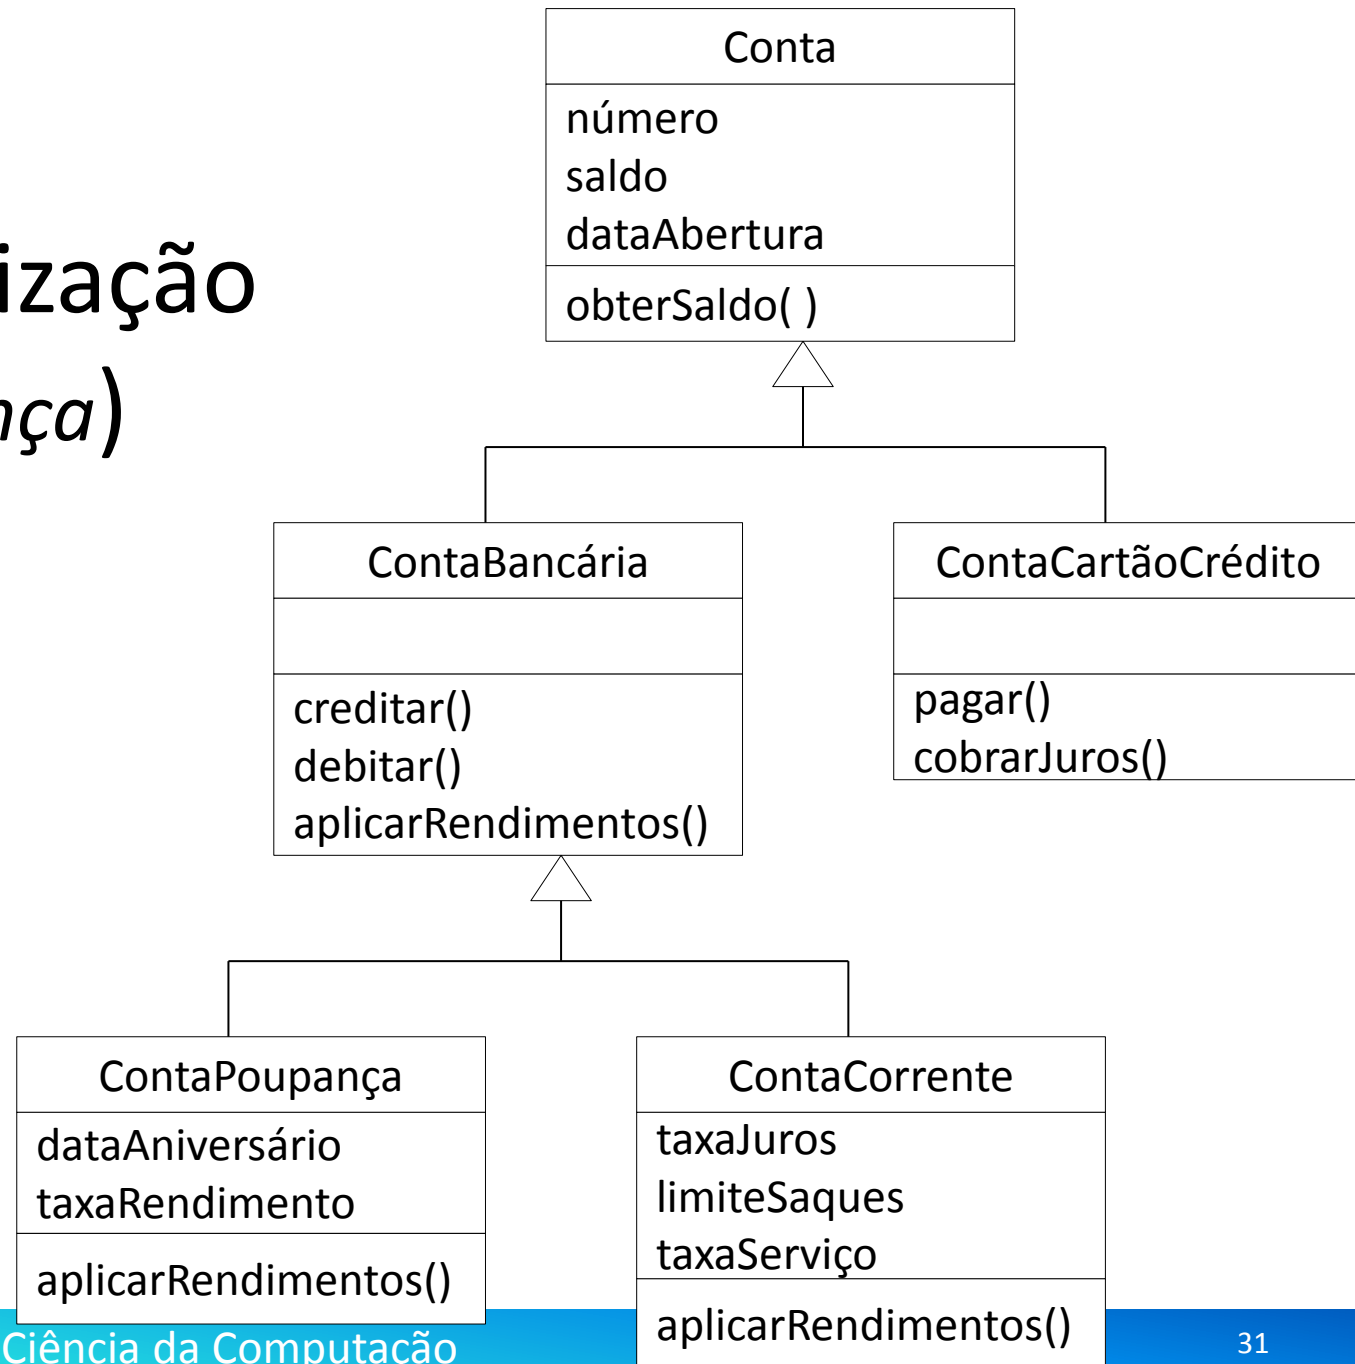 Conta
número
saldo
dataAbertura
obterSaldo( )
ização
nça)
ContaBancária
creditar()
debitar()
aplicarRendimentos()
ContaCartãoCrédito
pagar()
cobrarJuros()
ContaPoupança
dataAniversário
taxaRendimento
aplicarRendimentos()
ContaCorrente
taxaJuros
limiteSaques
taxaServiço
aplicarRendimentos()
Ciência da Computação
31